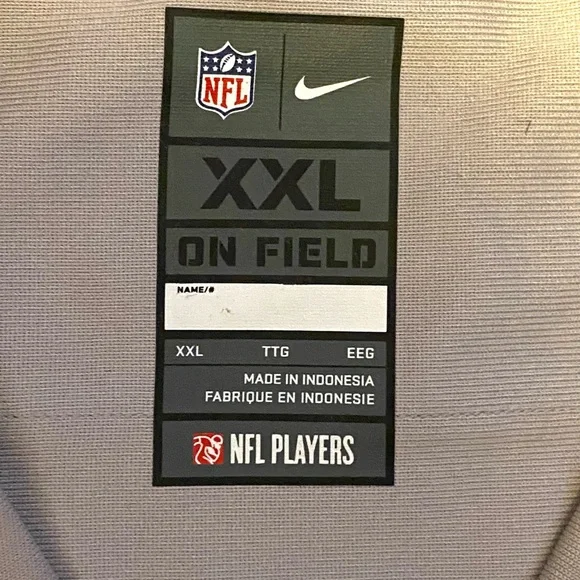 NFL
XXL
ON FIELD
NAME/#
XXL TTG EEG
MADE IN INDONESIA
FABRIQUE EN INDONESIE
NFL PLAYERS